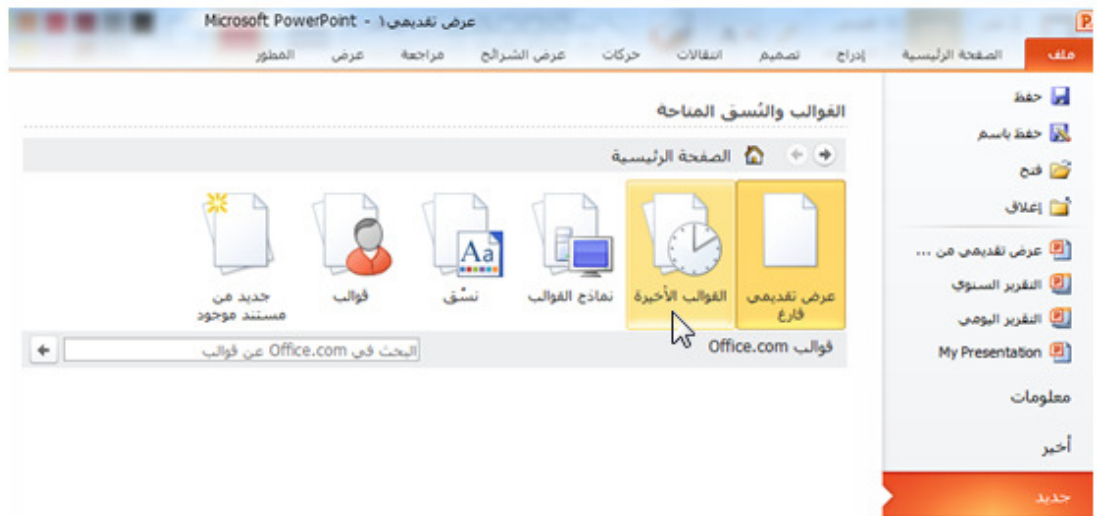 عرض تقديمي١ - Microsoft PowerPoint
ملف الصفحة الرئيسية إدراج تصميم انتقالات حركات عرض الشرائح مراجعة عرض المطور
حفظ
حفظ باسم
فتح
إغلاق
عرض تقديمي من ...
التقرير السنوي
التقرير اليومي
My Presentation
معلومات
أخير
جديد
القوالب والنُسق المتاحة
الصفحة الرئيسية
عرض تقديمي فارغ
القوالب الأخيرة
نماذج القوالب
نسُق
قوالب
جديد من
مستند موجود
قوالب Office.com
البحث في Office.com عن قوالب